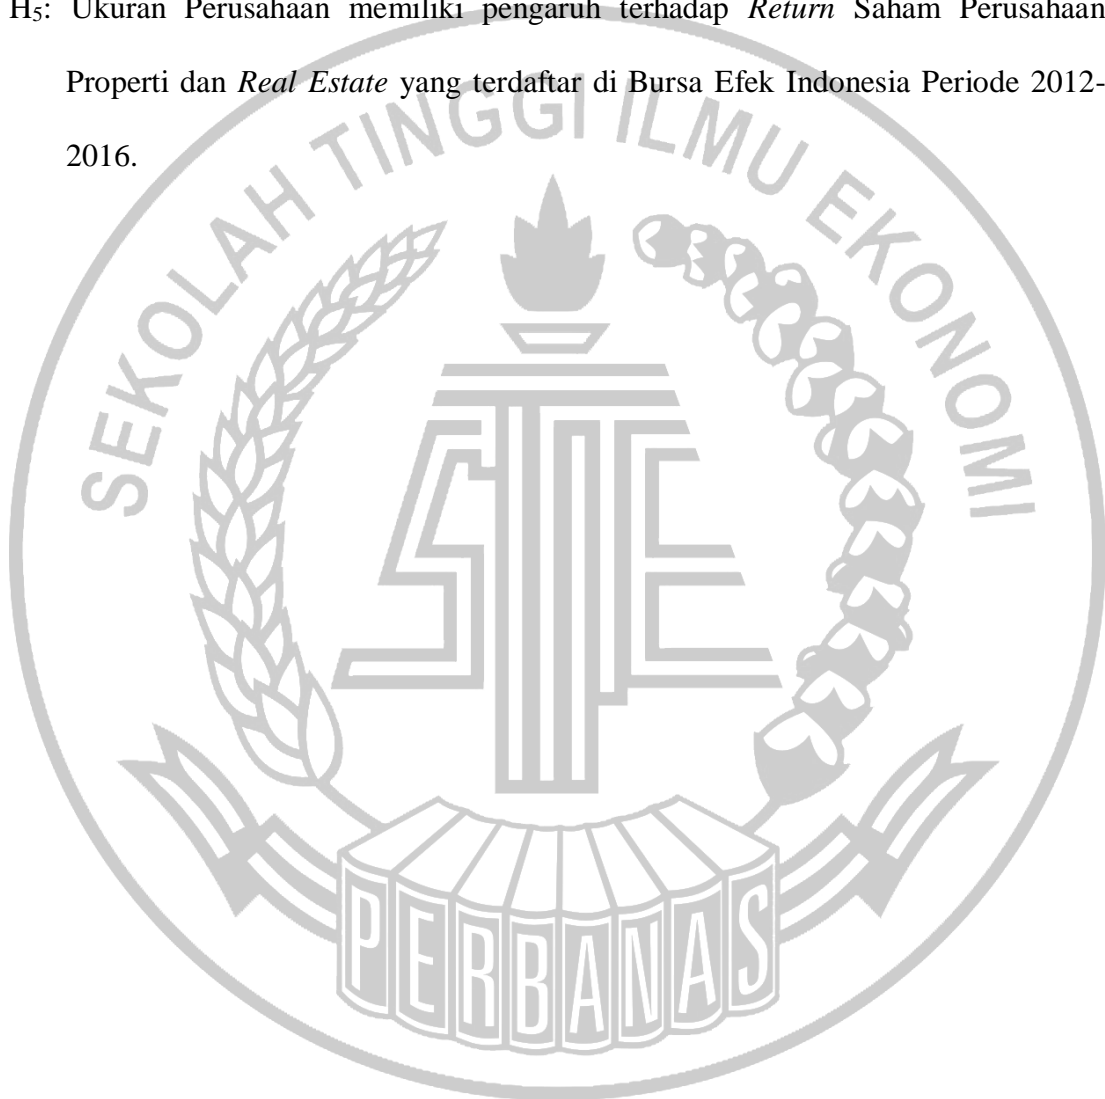 H5: Ukuran Perusahaan memiliki pengaruh terhadap Return Saham Perusahaan
Properti dan Real Estate yang terdaftar di Bursa Efek Indonesia Periode 2012-
2016.
SEKOLAH TINGGI ILMU EKONOMI
STIE
PERBANAS